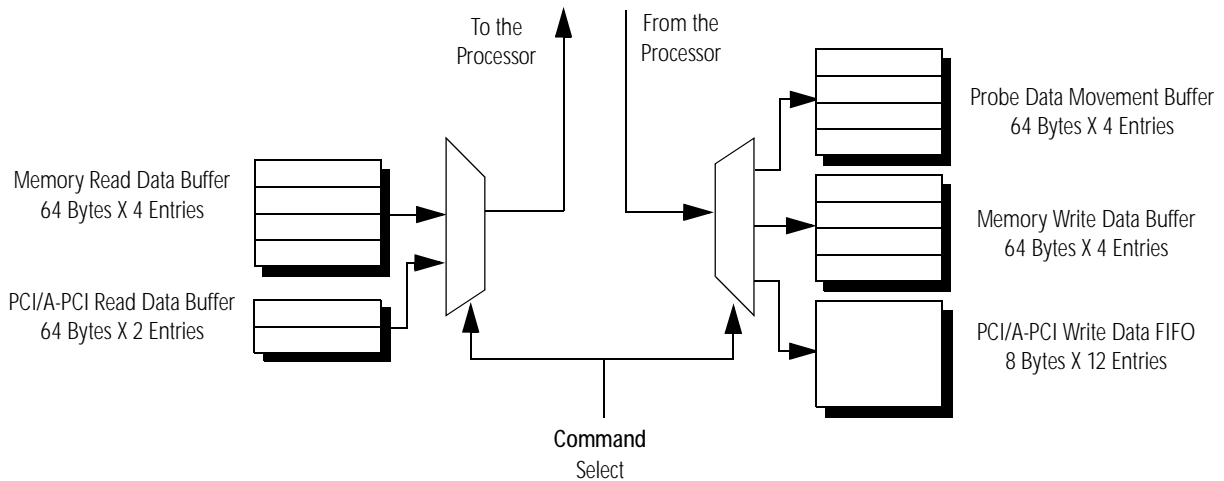 To the
Processor
From the
Processor
Probe Data Movement Buffer
64 Bytes X 4 Entries
Memory Read Data Buffer
64 Bytes X 4 Entries
Memory Write Data Buffer
64 Bytes X 4 Entries
PCI/A-PCI Read Data Buffer
64 Bytes X 2 Entries
PCI/A-PCI Write Data FIFO
8 Bytes X 12 Entries
Command
Select